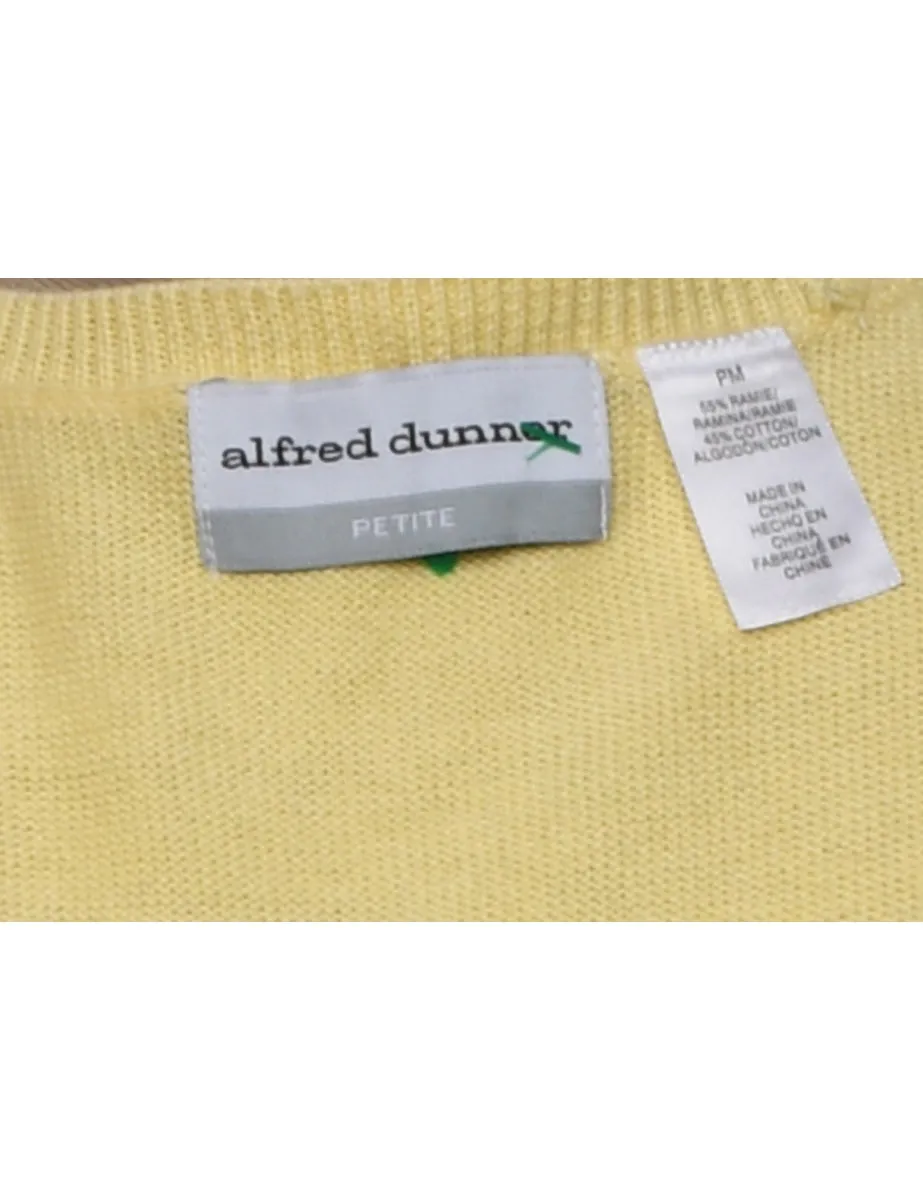 alfred dunner
PETITE
PM
55% RAMIE/
RAMINA/RAMIE
45% COTTON/
ALGODÓN/COTON
MADE IN
CHINA
HECHO EN
CHINA
FABRIQUÉ EN
CHINE